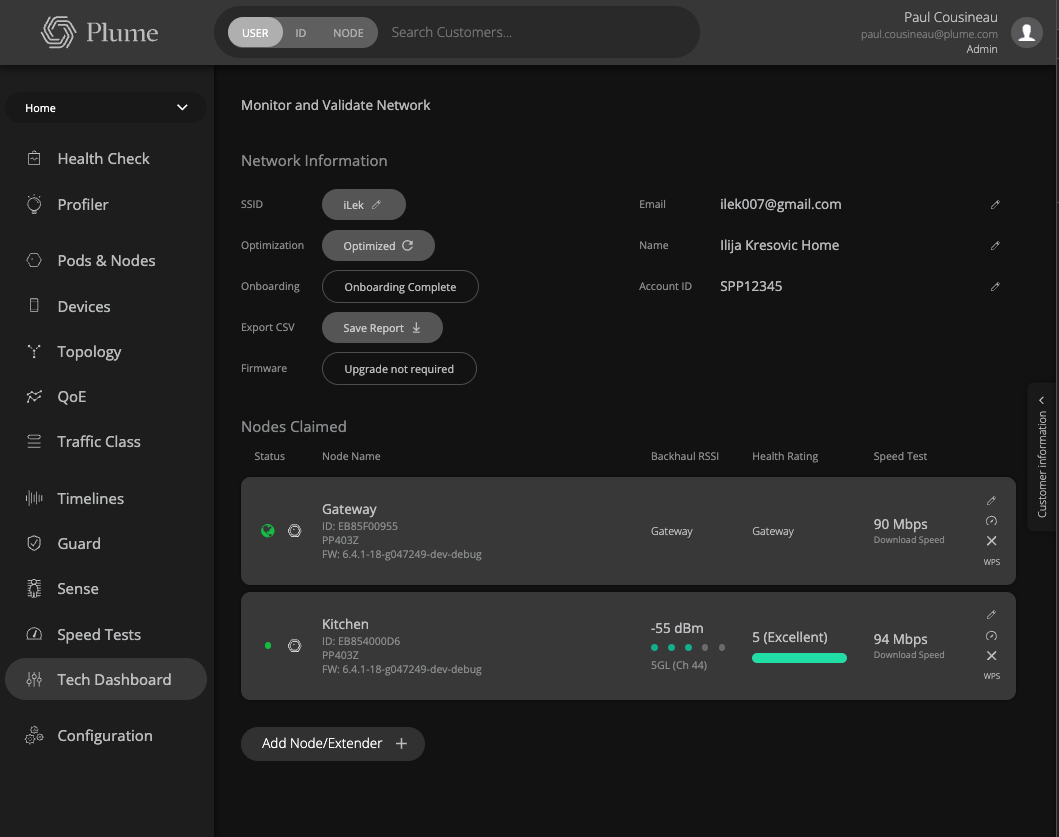 Plume
USER
ID
NODE
Search Customers...
Paul Cousineau
paul.cousineau@plume.com
Admin
Home
Health Check
Profiler
Pods & Nodes
Devices
Topology
QoE
Traffic Class
Timelines
Guard
Sense
Speed Tests
Tech Dashboard
Configuration
Monitor and Validate Network
Network Information
SSID
iLek
Optimization
Optimized
Onboarding
Onboarding Complete
Export CSV
Save Report
Firmware
Upgrade not required
Email
ilek007@gmail.com
Name
Ilija Kresovic Home
Account ID
SPP12345
Customer information
Nodes Claimed
Status
Node Name
Backhaul RSSI
Health Rating
Speed Test
Gateway
ID: EB85F00955
PP403Z
FW: 6.4.1-18-g047249-dev-debug
Gateway
Gateway
90 Mbps
Download Speed
WPS
Kitchen
ID: EB854000D6
PP403Z
FW: 6.4.1-18-g047249-dev-debug
-55 dBm
5GL (Ch 44)
5 (Excellent)
94 Mbps
Download Speed
WPS
Add Node/Extender